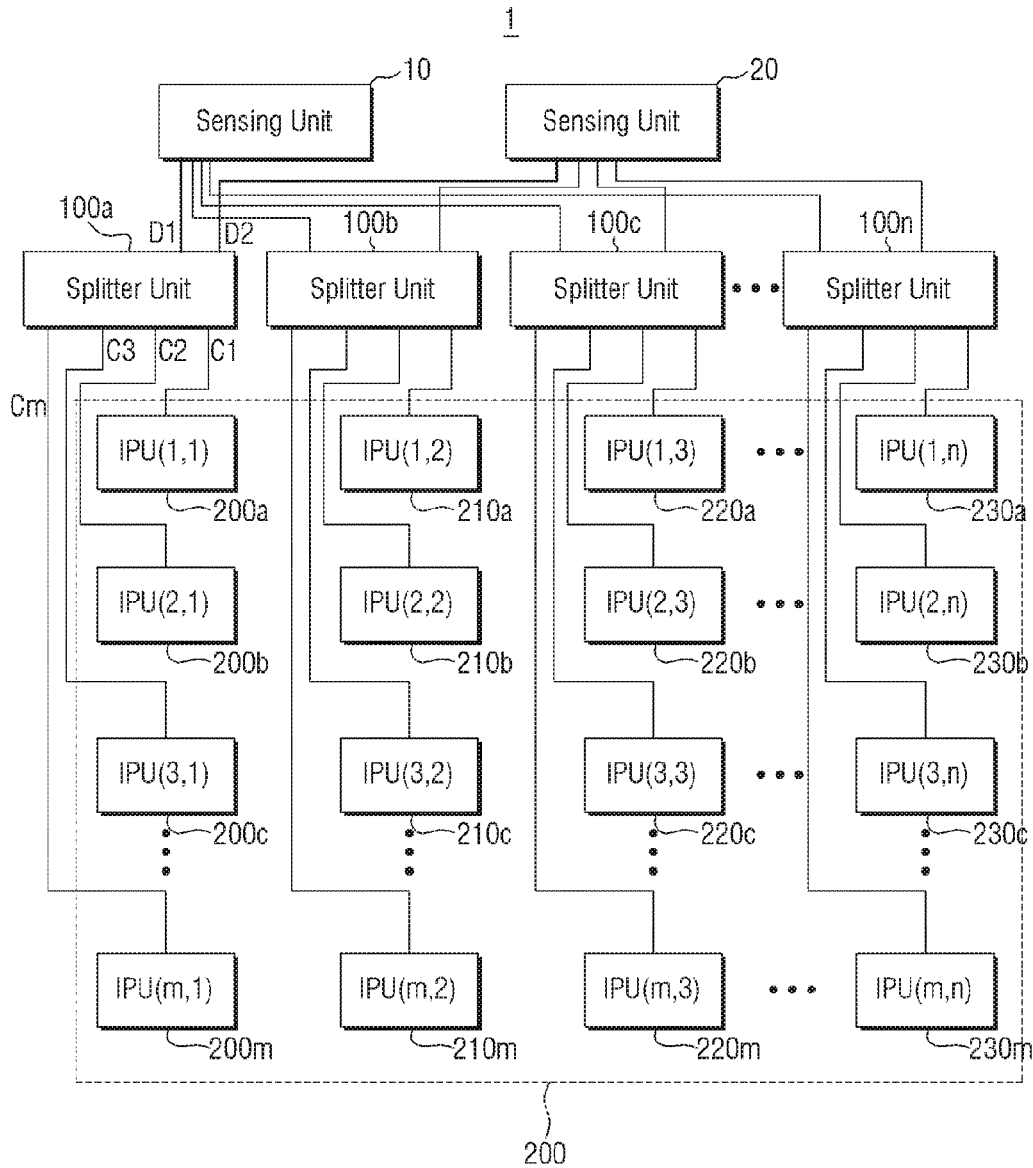 1
10
20
Sensing Unit
Sensing Unit
100a
D1
D2
100b
100c
100n
Splitter Unit
Splitter Unit
Splitter Unit
Splitter Unit
C3
C2
C1
Cm
IPU(1,1)
IPU(1,2)
IPU(1,3)
IPU(1,n)
200a
210a
220a
230a
IPU(2,1)
IPU(2,2)
IPU(2,3)
IPU(2,n)
200b
210b
220b
230b
IPU(3,1)
IPU(3,2)
IPU(3,3)
IPU(3,n)
200c
210c
220c
230c
IPU(m,1)
IPU(m,2)
IPU(m,3)
IPU(m,n)
200m
210m
220m
230m
200